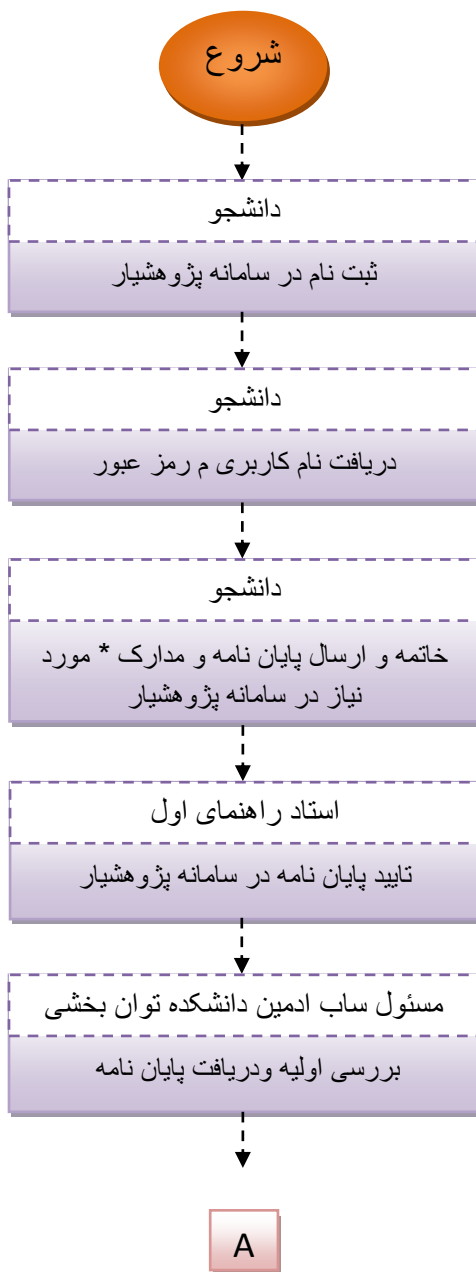 شروع
دانشجو
ثبت نام در سامانه پژوهشیار
دانشجو
دریافت نام کاربری م رمز عبور
دانشجو
خاتمه و ارسال پایان نامه و مدارک * مورد
نیاز در سامانه پژوهشیار
استاد راهنمای اول
تایید پایان نامه در سامانه پژوهشیار
مسئول ساب ادمین دانشکده توان بخشی
بررسی اولیه ودریافت پایان نامه
A